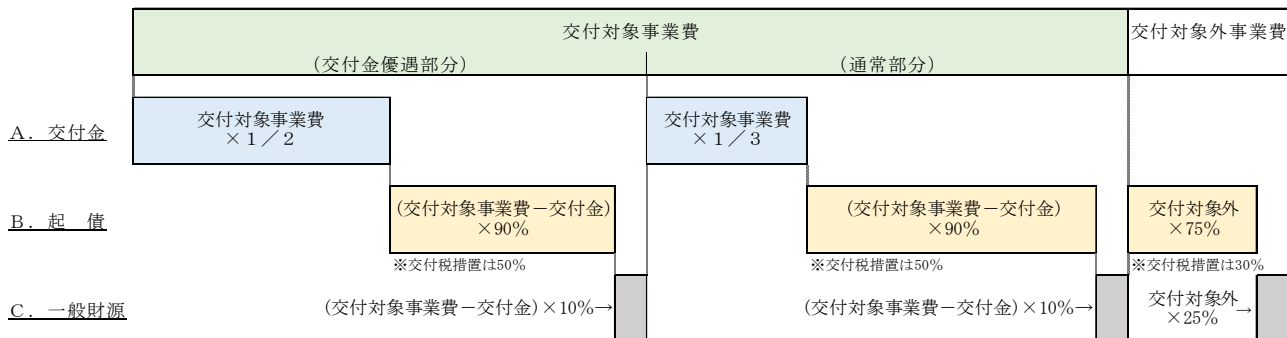 交付対象事業費
交付対象外事業費
(交付金優遇部分)
(通常部分)
A．交付金
交付対象事業費
×１／２
交付対象事業費
×１／３
B．起　債
(交付対象事業費－交付金)
×90%
(交付対象事業費－交付金)
×90%
交付対象外
×75%
※交付税措置は50%
※交付税措置は50%
※交付税措置は30%
C．一般財源
(交付対象事業費－交付金)×10%→
(交付対象事業費－交付金)×10%→
交付対象外
×25%
→